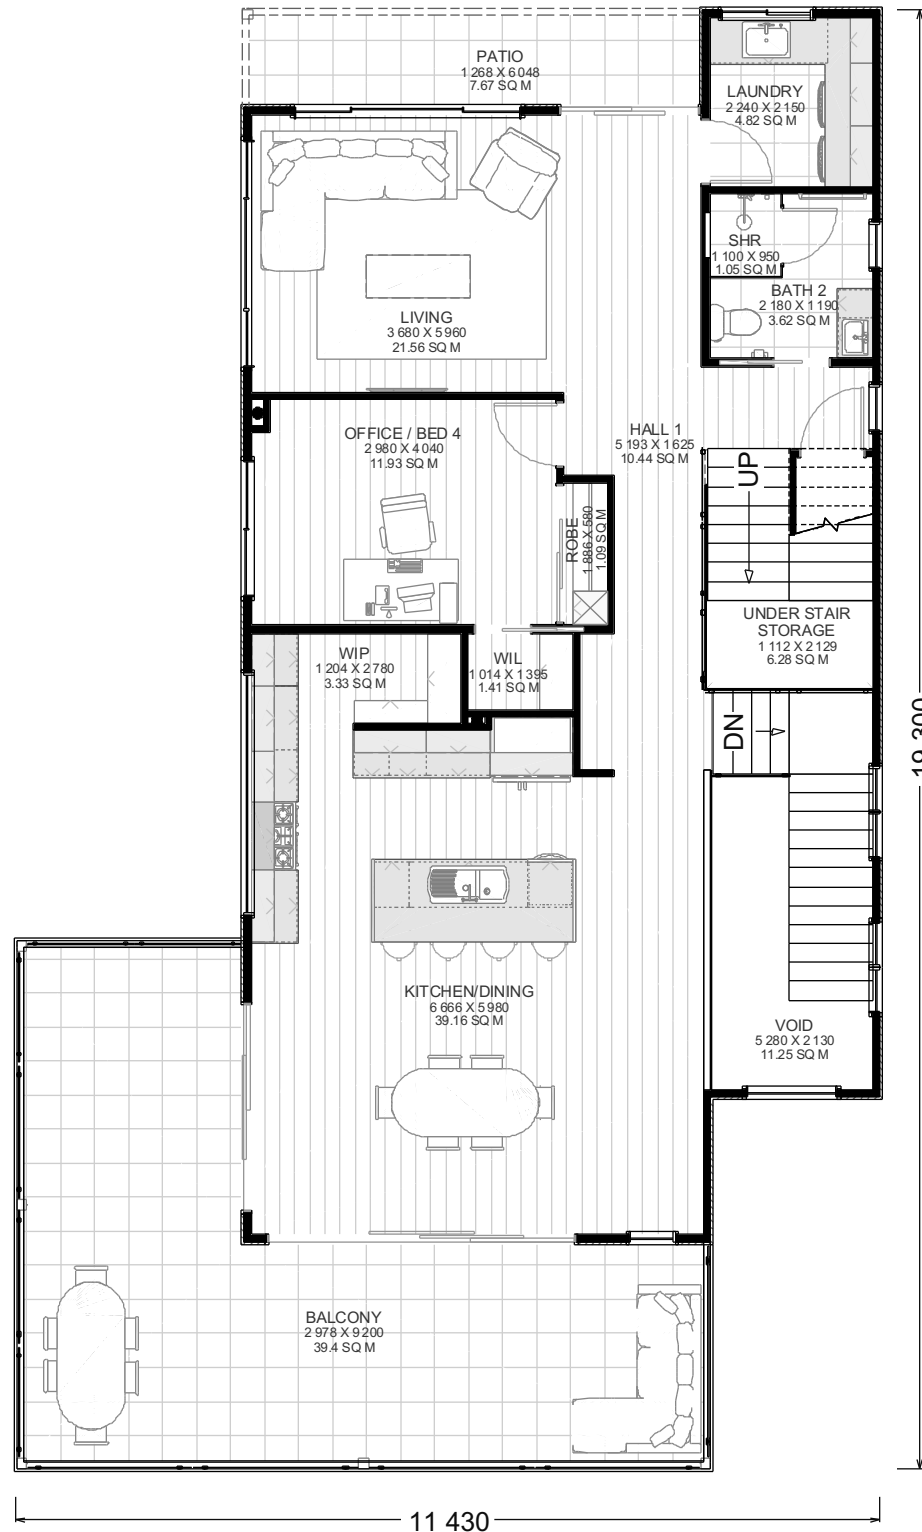 PATIO
1 268 X 6 048
7.67 SQ M
LAUNDRY
2 240 X 2 150
4.82 SQ M
SHR
1 100 X 950
1.05 SQ M
BATH 2
2 180 X 1 190
3.62 SQ M
LIVING
3 680 X 5 960
21.56 SQ M
OFFICE / BED 4
2 980 X 4 040
11.93 SQ M
HALL 1
5 193 X 1 625
10.44 SQ M
UP
ROBE
1 886 X 580
1.09 SQ M
UNDER STAIR
STORAGE
1 112 X 2 129
6.28 SQ M
WIP
1 204 X 2 780
3.33 SQ M
WIL
1 014 X 1 395
1.41 SQ M
DN
19 300
KITCHEN/DINING
6 666 X 5 980
39.16 SQ M
VOID
5 280 X 2 130
11.25 SQ M
BALCONY
2 978 X 9 200
39.4 SQ M
11 430